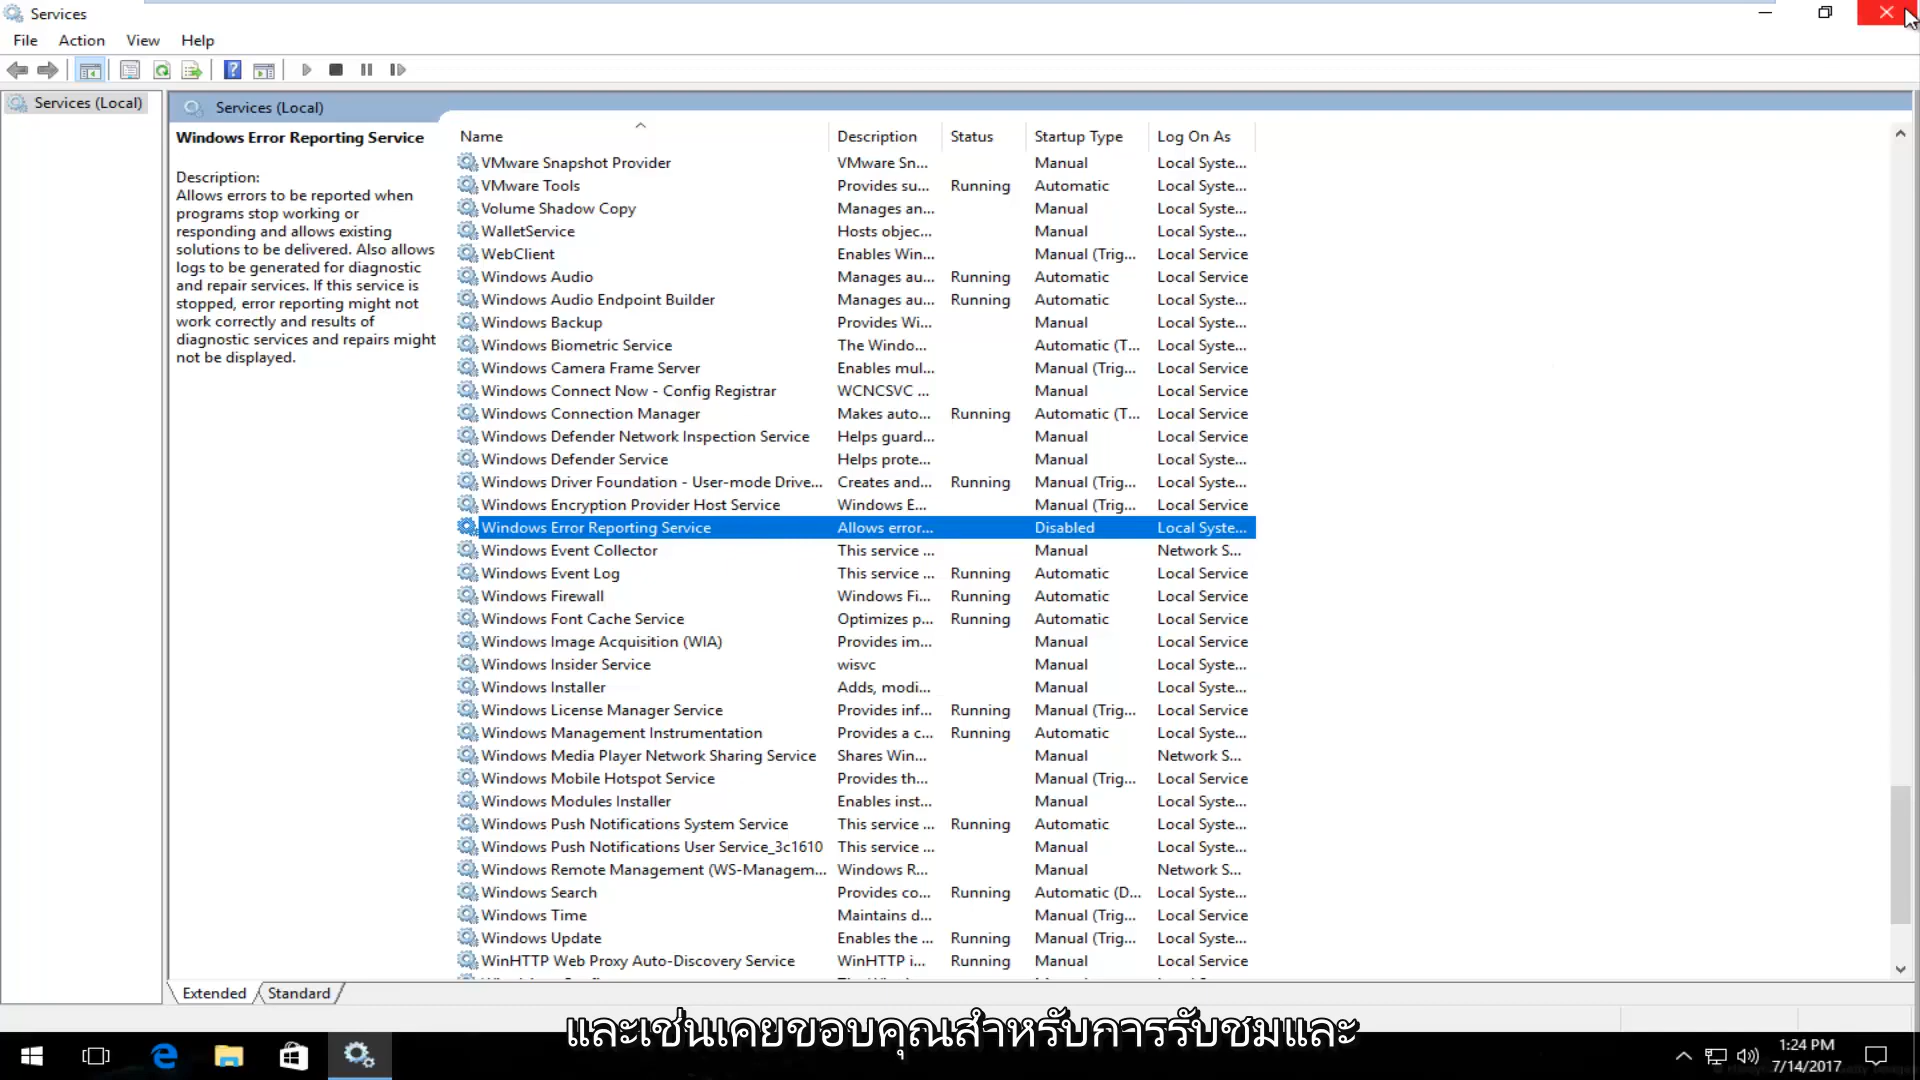 Services
File Action View Help
Services (Local)
Services (Local)
Windows Error Reporting Service
Description:
Allows errors to be reported when
programs stop working or
responding and allows existing
solutions to be delivered. Also allows
logs to be generated for diagnostic
and repair services. If this service is
stopped, error reporting might not
work correctly and results of
diagnostic services and repairs might
not be displayed.
Name Description Status Startup Type Log On As
VMware Snapshot Provider VMware Sn... Manual Local Syste...
VMware Tools Provides su... Running Automatic Local Syste...
Volume Shadow Copy Manages an... Manual Local Syste...
WalletService Hosts objec... Manual Local Syste...
WebClient Enables Win... Manual (Trig... Local Service
Windows Audio Manages au... Running Automatic Local Service
Windows Audio Endpoint Builder Manages au... Running Automatic Local Syste...
Windows Backup Provides Wi... Manual Local Syste...
Windows Biometric Service The Windo... Automatic (T... Local Syste...
Windows Camera Frame Server Enables mul... Manual (Trig... Local Service
Windows Connect Now - Config Registrar WCNCSVC ... Manual Local Service
Windows Connection Manager Makes auto... Running Automatic (T... Local Service
Windows Defender Network Inspection Service Helps guard... Manual Local Service
Windows Defender Service Helps prote... Manual Local Syste...
Windows Driver Foundation - User-mode Drive... Creates and... Running Manual (Trig... Local Syste...
Windows Encryption Provider Host Service Windows E... Manual (Trig... Local Service
Windows Error Reporting Service Allows error... Disabled Local Syste...
Windows Event Collector This service ... Manual Network S...
Windows Event Log This service ... Running Automatic Local Service
Windows Firewall Windows Fi... Running Automatic Local Service
Windows Font Cache Service Optimizes p... Running Automatic Local Service
Windows Image Acquisition (WIA) Provides im... Manual Local Service
Windows Insider Service wisvc Manual Local Syste...
Windows Installer Adds, modi... Manual Local Syste...
Windows License Manager Service Provides inf... Running Manual (Trig... Local Service
Windows Management Instrumentation Provides a c... Running Automatic Local Syste...
Windows Media Player Network Sharing Service Shares Win... Manual Network S...
Windows Mobile Hotspot Service Provides th... Manual (Trig... Local Service
Windows Modules Installer Enables inst... Manual Local Syste...
Windows Push Notifications System Service This service ... Running Automatic Local Syste...
Windows Push Notifications User Service_3c1610 This service ... Manual Local Syste...
Windows Remote Management (WS-Managem... Windows R... Manual Network S...
Windows Search Provides co... Running Automatic (D... Local Syste...
Windows Time Maintains d... Manual (Trig... Local Service
Windows Update Enables the ... Running Manual (Trig... Local Syste...
WinHTTP Web Proxy Auto-Discovery Service WinHTTP i... Running Manual Local Service
Extended Standard
และเช่นเคยขอบคุณสำหรับการรับชมและ
1:24 PM
7/14/2017